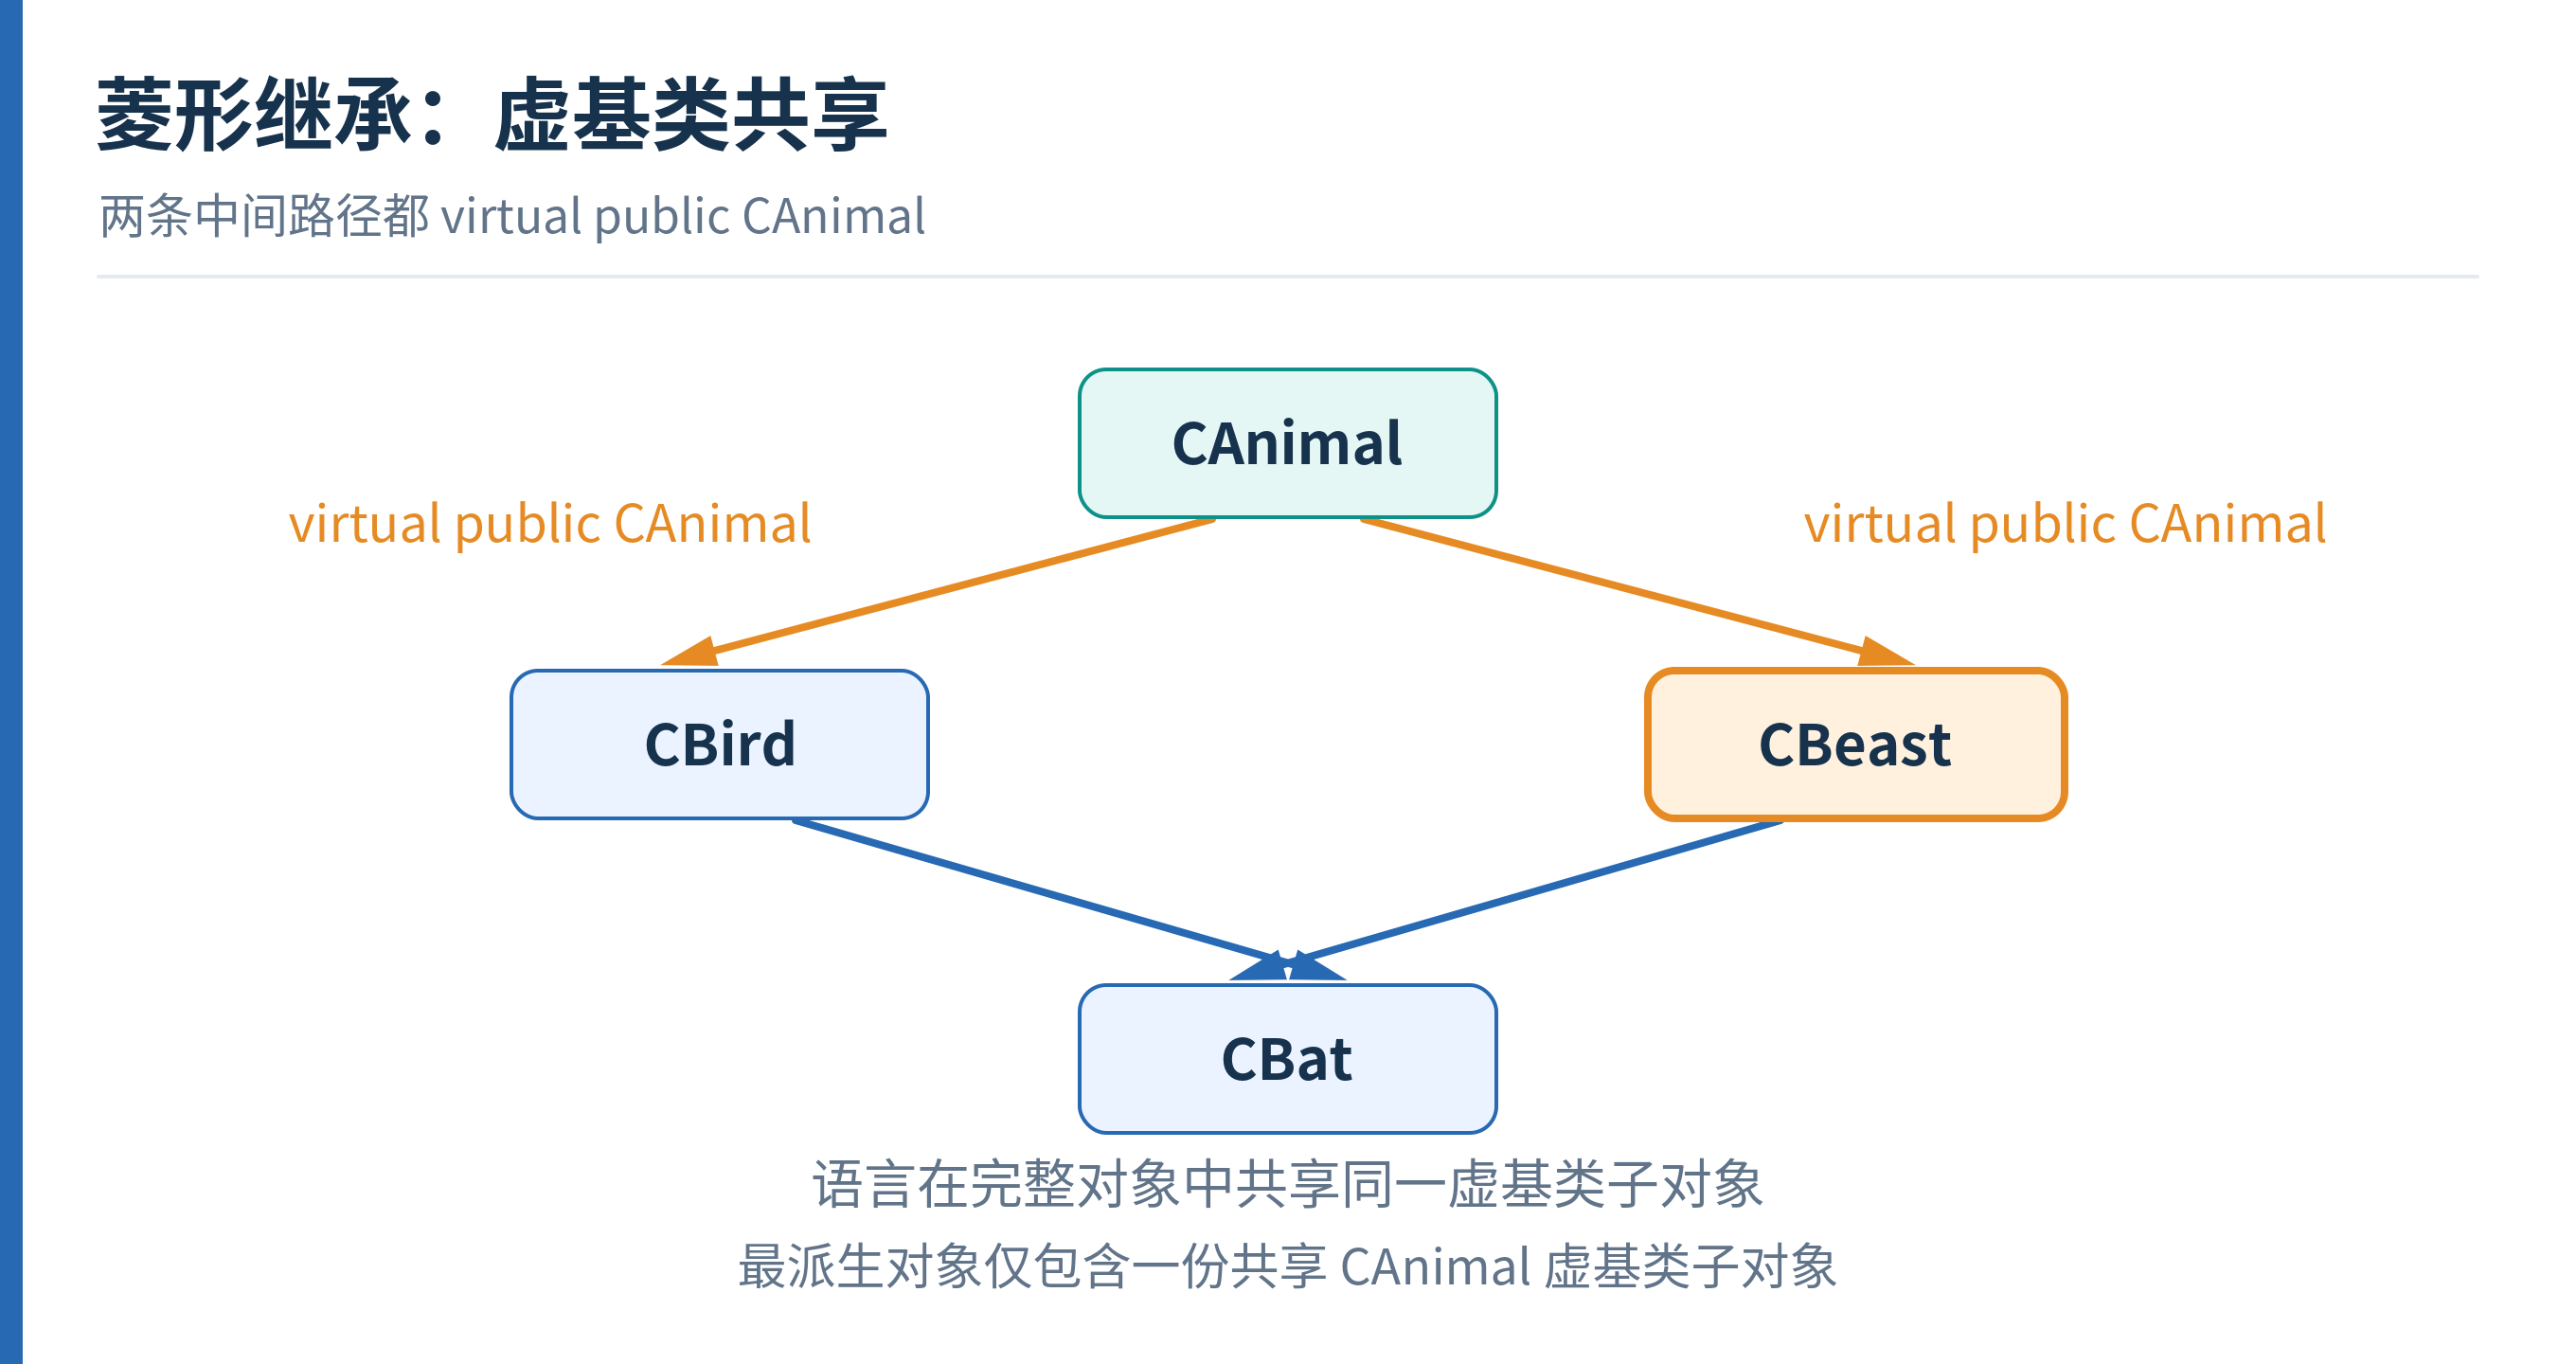 菱形继承：虚基类共享
两条中间路径都 virtual public CAnimal
CAnimal
virtual public CAnimal
virtual public CAnimal
CBird
CBeast
CBat
语言在完整对象中共享同一虚基类子对象
最派生对象仅包含一份共享 CAnimal 虚基类子对象